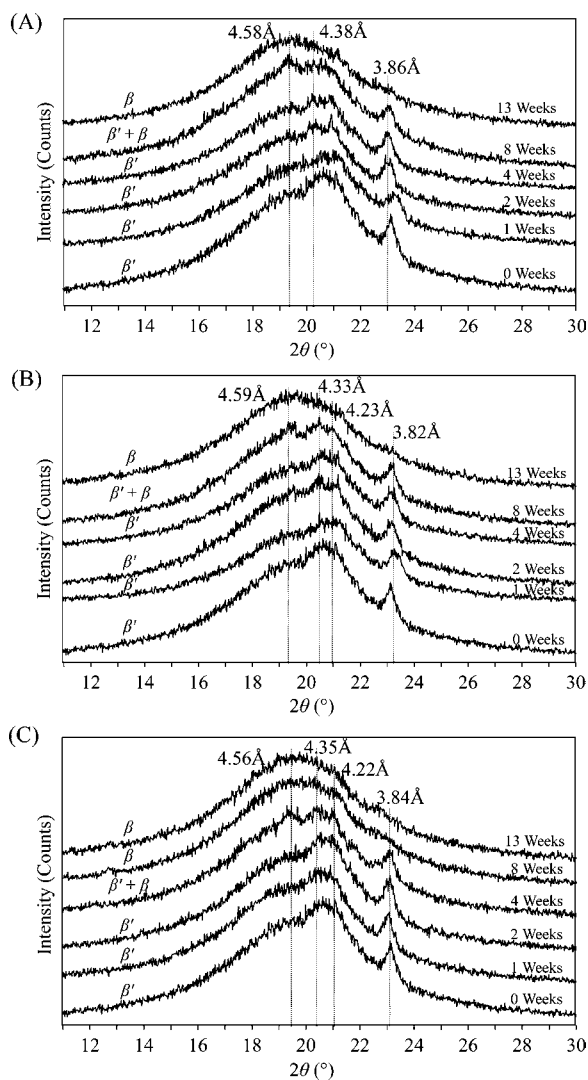 (A)
4.58Å 4.38Å
3.86Å
β 13 Weeks
β′ + β 8 Weeks
β′ 4 Weeks
β′ 2 Weeks
β′ 1 Weeks
β′ 0 Weeks
Intensity (Counts)
12 14 16 18 20 22 24 26 28 30
2θ (°)
(B)
4.59Å 4.33Å
4.23Å
3.82Å
β 13 Weeks
β′ + β 8 Weeks
β′ 4 Weeks
β′ 2 Weeks
β′ 1 Weeks
β′ 0 Weeks
Intensity (Counts)
12 14 16 18 20 22 24 26 28 30
2θ (°)
(C)
4.56Å 4.35Å
4.22Å
3.84Å
β 13 Weeks
β 8 Weeks
β′ + β 4 Weeks
β′ 2 Weeks
β′ 1 Weeks
β′ 0 Weeks
Intensity (Counts)
12 14 16 18 20 22 24 26 28 30
2θ (°)